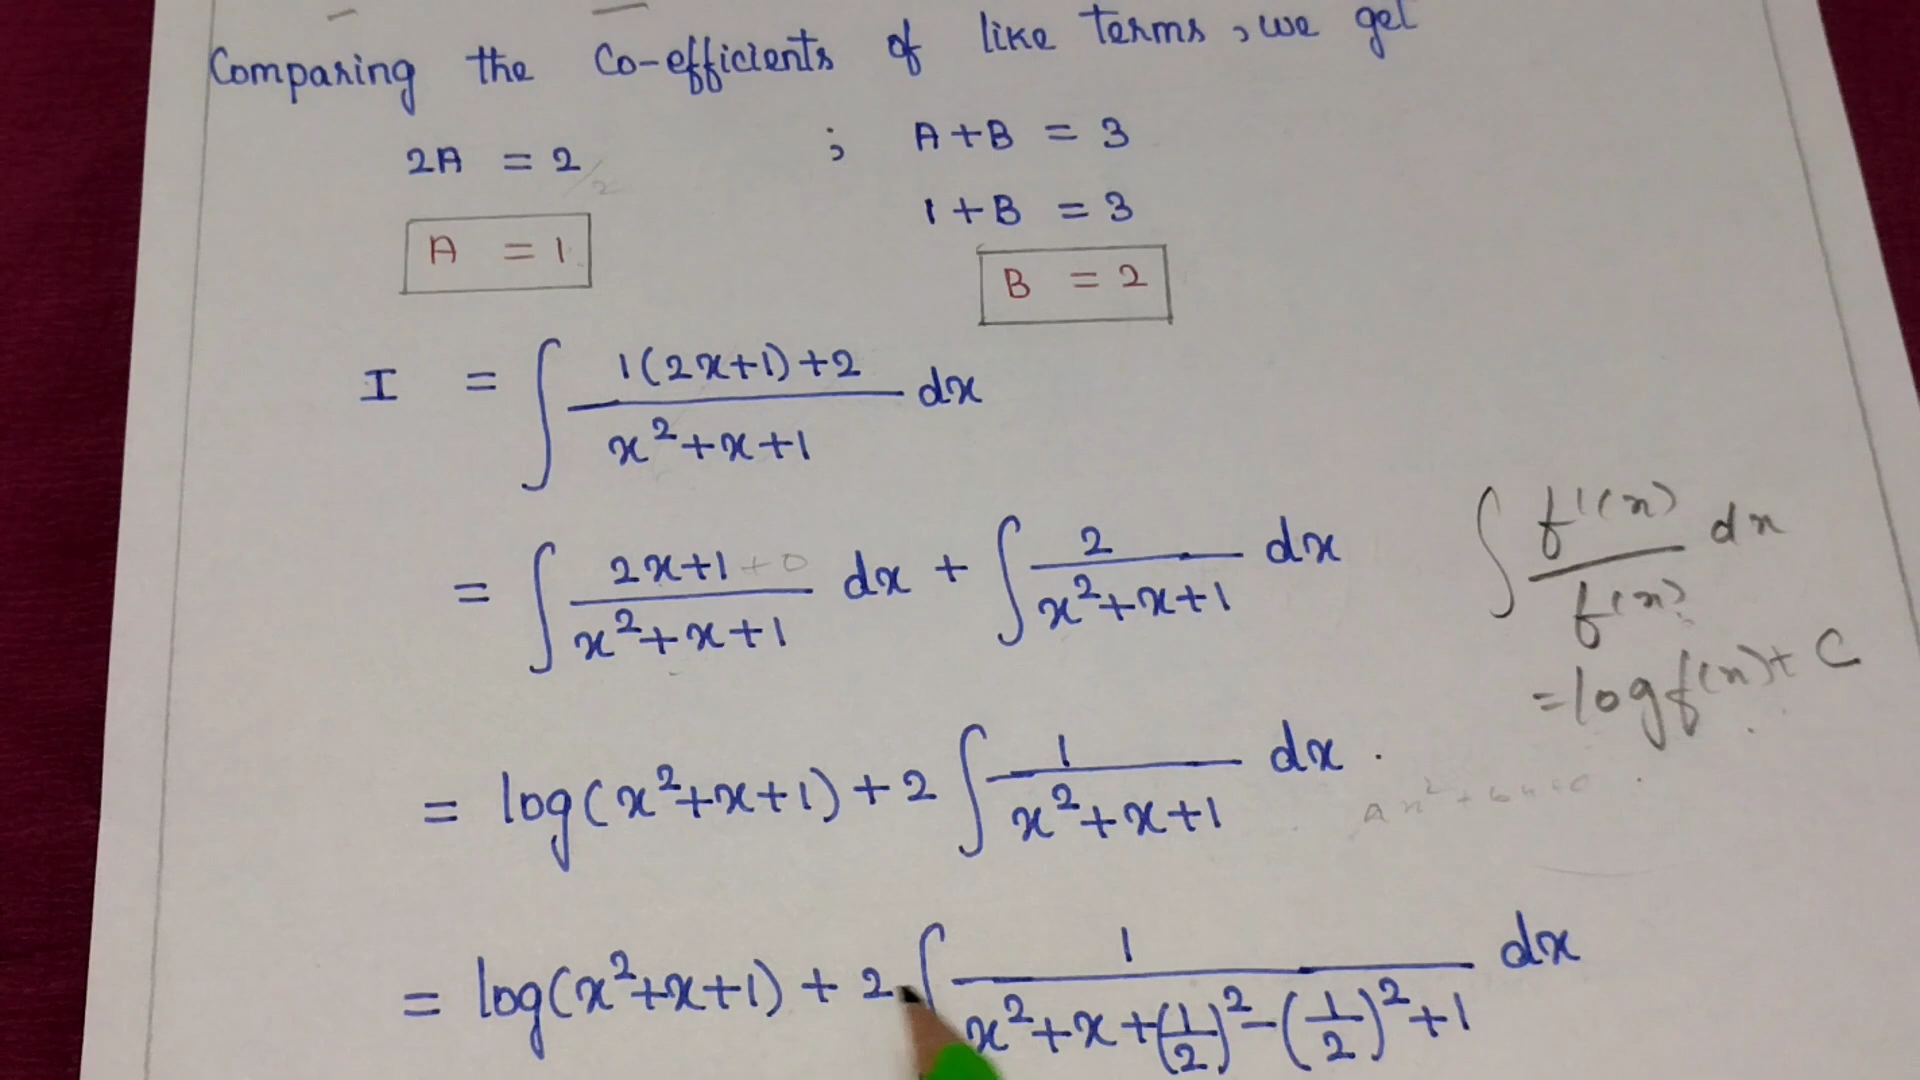 Comparing the Co-efficients of like terms, we get
2A = 2 ; A+B = 3
1+B = 3
A = 1
B = 2
I = ∫ 1(2x+1)+2 / x²+x+1 dx
= ∫ 2x+1+0 / x²+x+1 dx + ∫ 2 / x²+x+1 dx
∫ f'(x) / f(x) dx
= log f(x) + C
= log(x²+x+1) + 2 ∫ 1 / x²+x+1 dx.
= log(x²+x+1) + 2 ∫ 1 / x²+x+(1/2)²-(1/2)²+1 dx